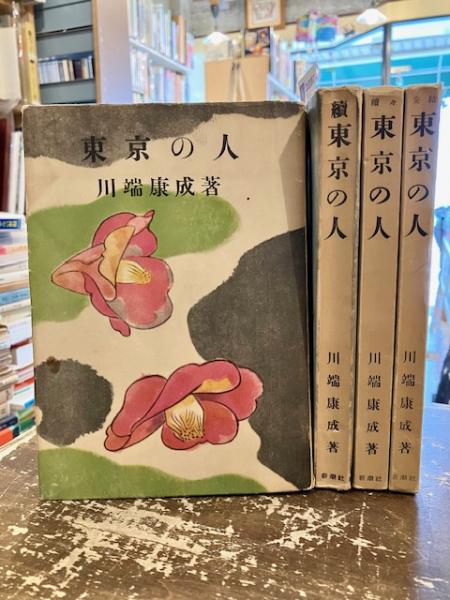 東京の人
川端康成著
續
東京の人
川端康成著
新潮社
續々
東京の人
川端康成著
新潮社
完結
東京の人
川端康成著
新潮社